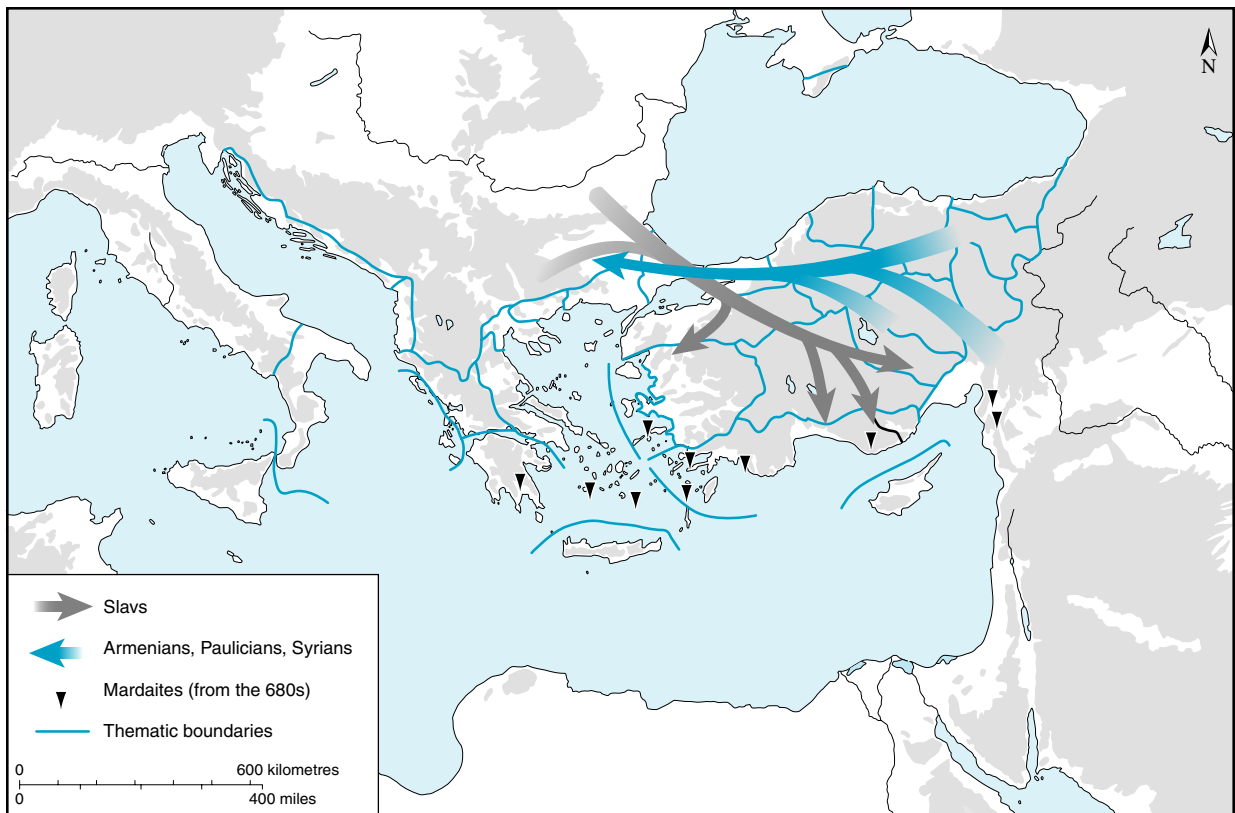 N
Slavs
Armenians, Paulicians, Syrians
Mardaites (from the 680s)
Thematic boundaries
0 600 kilometres
0 400 miles